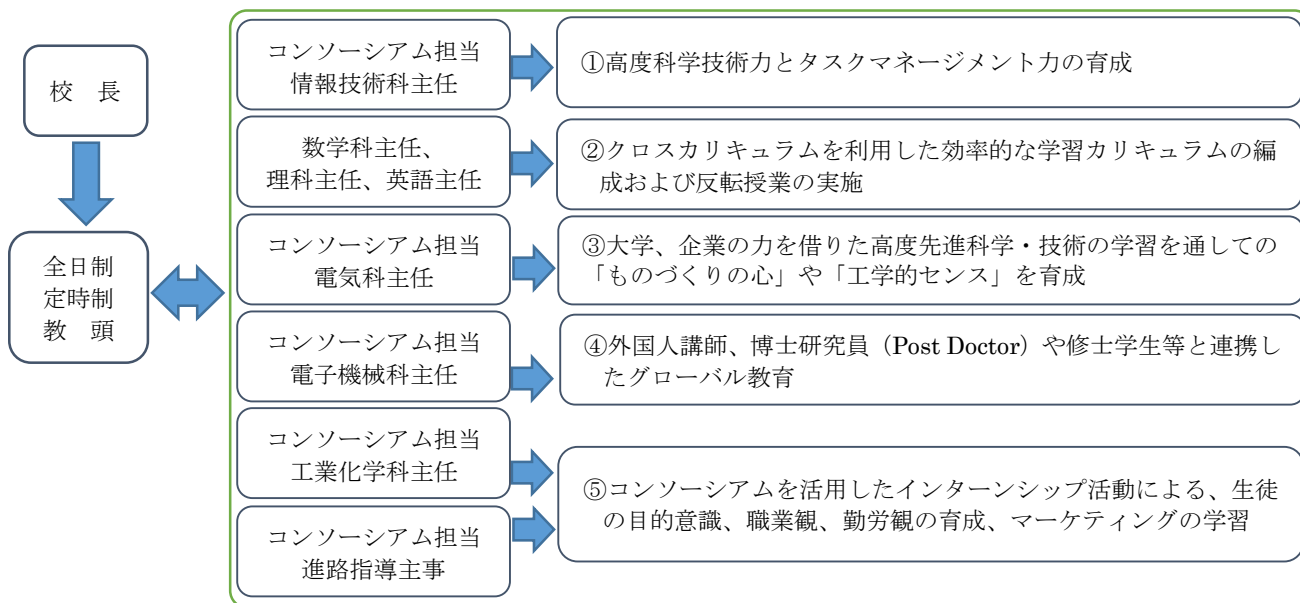 校　長
全日制
定時制
教　頭
コンソーシアム担当
情報技術科主任
①高度科学技術力とタスクマネージメント力の育成
数学科主任、
理科主任、英語主任
②クロスカリキュラムを利用した効率的な学習カリキュラムの編
成および反転授業の実施
コンソーシアム担当
電気科主任
③大学、企業の力を借りた高度先進科学・技術の学習を通しての
「ものづくりの心」や「工学的センス」を育成
コンソーシアム担当
電子機械科主任
④外国人講師、博士研究員（Post Doctor）や修士学生等と連携し
たグローバル教育
コンソーシアム担当
工業化学科主任
コンソーシアム担当
進路指導主事
⑤コンソーシアムを活用したインターンシップ活動による、生徒
の目的意識、職業観、勤労観の育成、マーケティングの学習